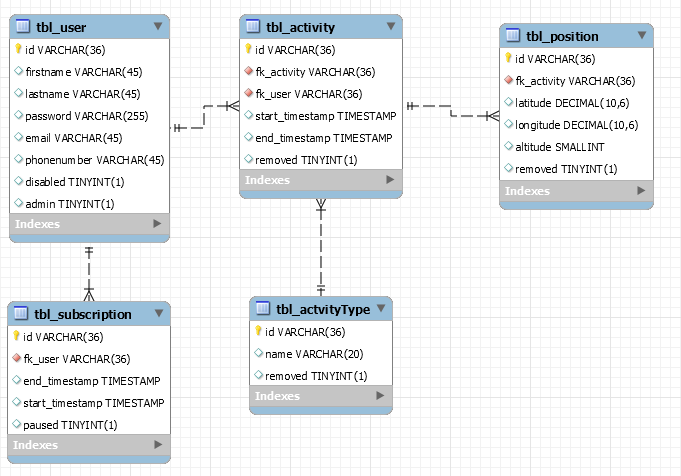 tbl_user
id VARCHAR(36)
firstname VARCHAR(45)
lastname VARCHAR(45)
password VARCHAR(255)
email VARCHAR(45)
phonenumber VARCHAR(45)
disabled TINYINT(1)
admin TINYINT(1)
Indexes
tbl_activity
id VARCHAR(36)
fk_activity VARCHAR(36)
fk_user VARCHAR(36)
start_timestamp TIMESTAMP
end_timestamp TIMESTAMP
removed TINYINT(1)
Indexes
tbl_position
id VARCHAR(36)
fk_activity VARCHAR(36)
latitude DECIMAL(10,6)
longitude DECIMAL(10,6)
altitude SMALLINT
removed TINYINT(1)
Indexes
tbl_subscription
id VARCHAR(36)
fk_user VARCHAR(36)
end_timestamp TIMESTAMP
start_timestamp TIMESTAMP
paused TINYINT(1)
Indexes
tbl_actvityType
id VARCHAR(36)
name VARCHAR(20)
removed TINYINT(1)
Indexes